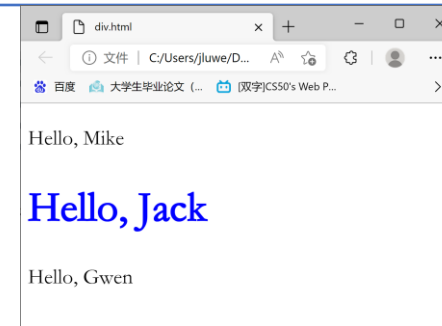 div.html
文件 | C:/Users/jluwe/D...
百度 大学生毕业论文 (... [双字]CS50's Web P...
Hello, Mike
Hello, Jack
Hello, Gwen